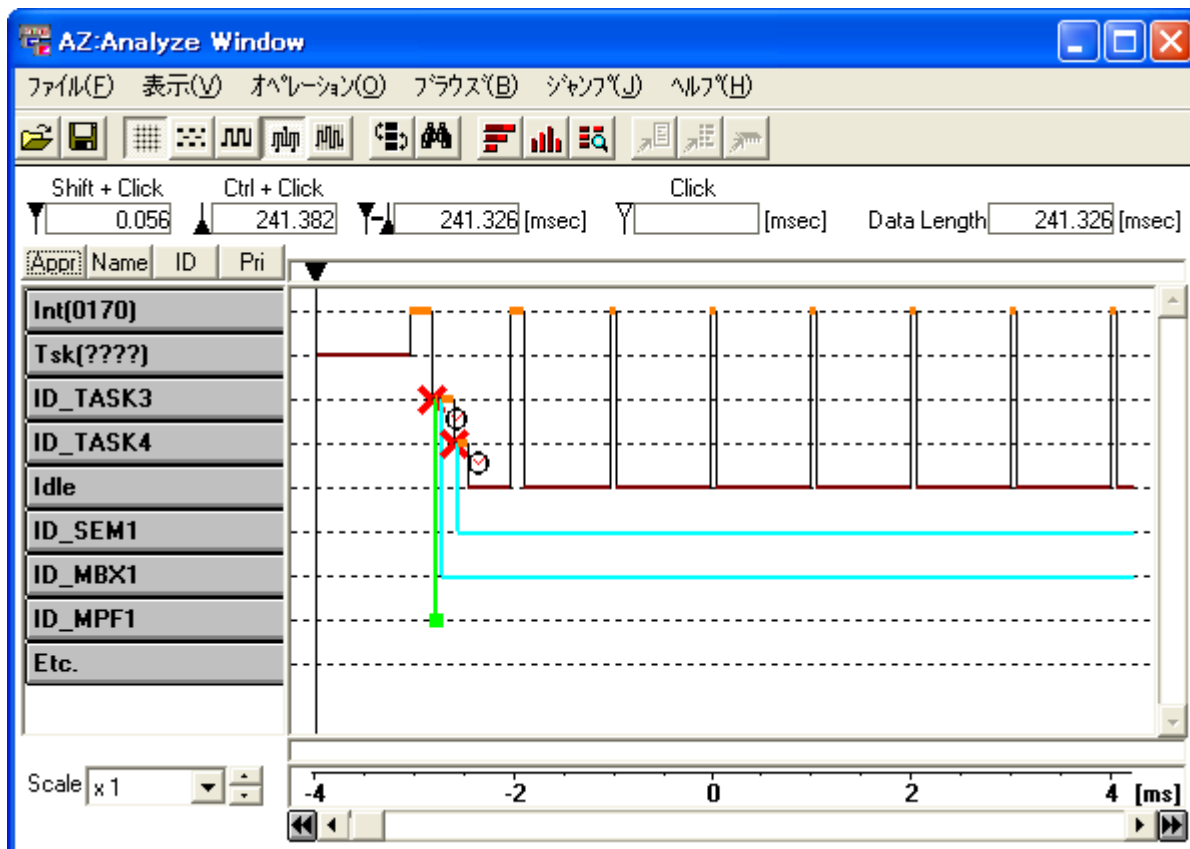 AZ:Analyze Window
ファイル(F) 表示(V) オペレーション(O) ブラウズ(B) ジャンプ(J) ヘルプ(H)
Shift + Click Ctrl + Click Click
0.056 241.382 241.326 [msec] [msec] Data Length 241.326 [msec]
Appr Name ID Pri
Int(0170)
Tsk(????)
ID_TASK3
ID_TASK4
Idle
ID_SEM1
ID_MBX1
ID_MPF1
Etc.
Scale x 1
-4 -2 0 2 4 [ms]